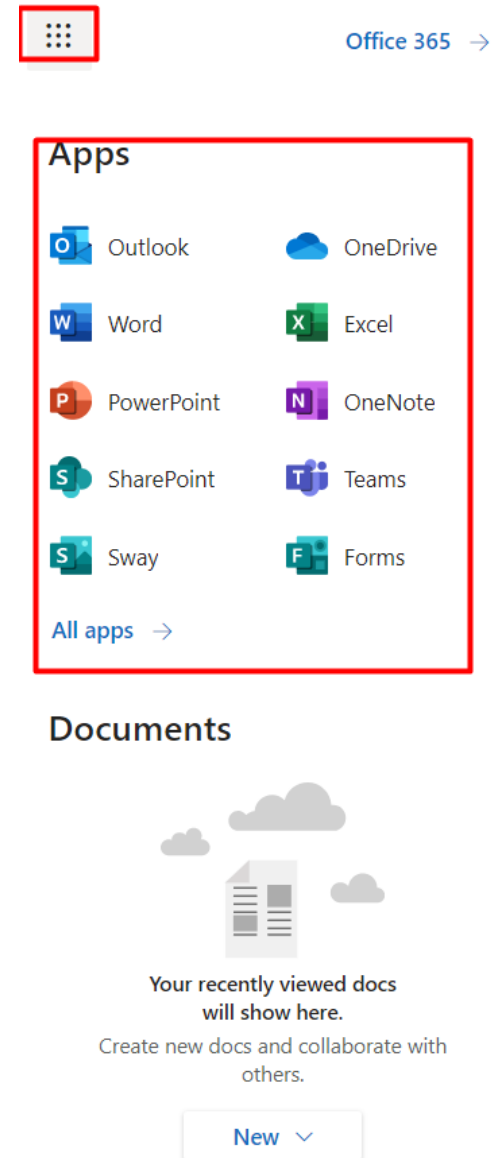 Office 365 →
Apps
Outlook OneDrive
Word Excel
PowerPoint OneNote
SharePoint Teams
Sway Forms
All apps →
Documents
Your recently viewed docs
will show here.
Create new docs and collaborate with
others.
New